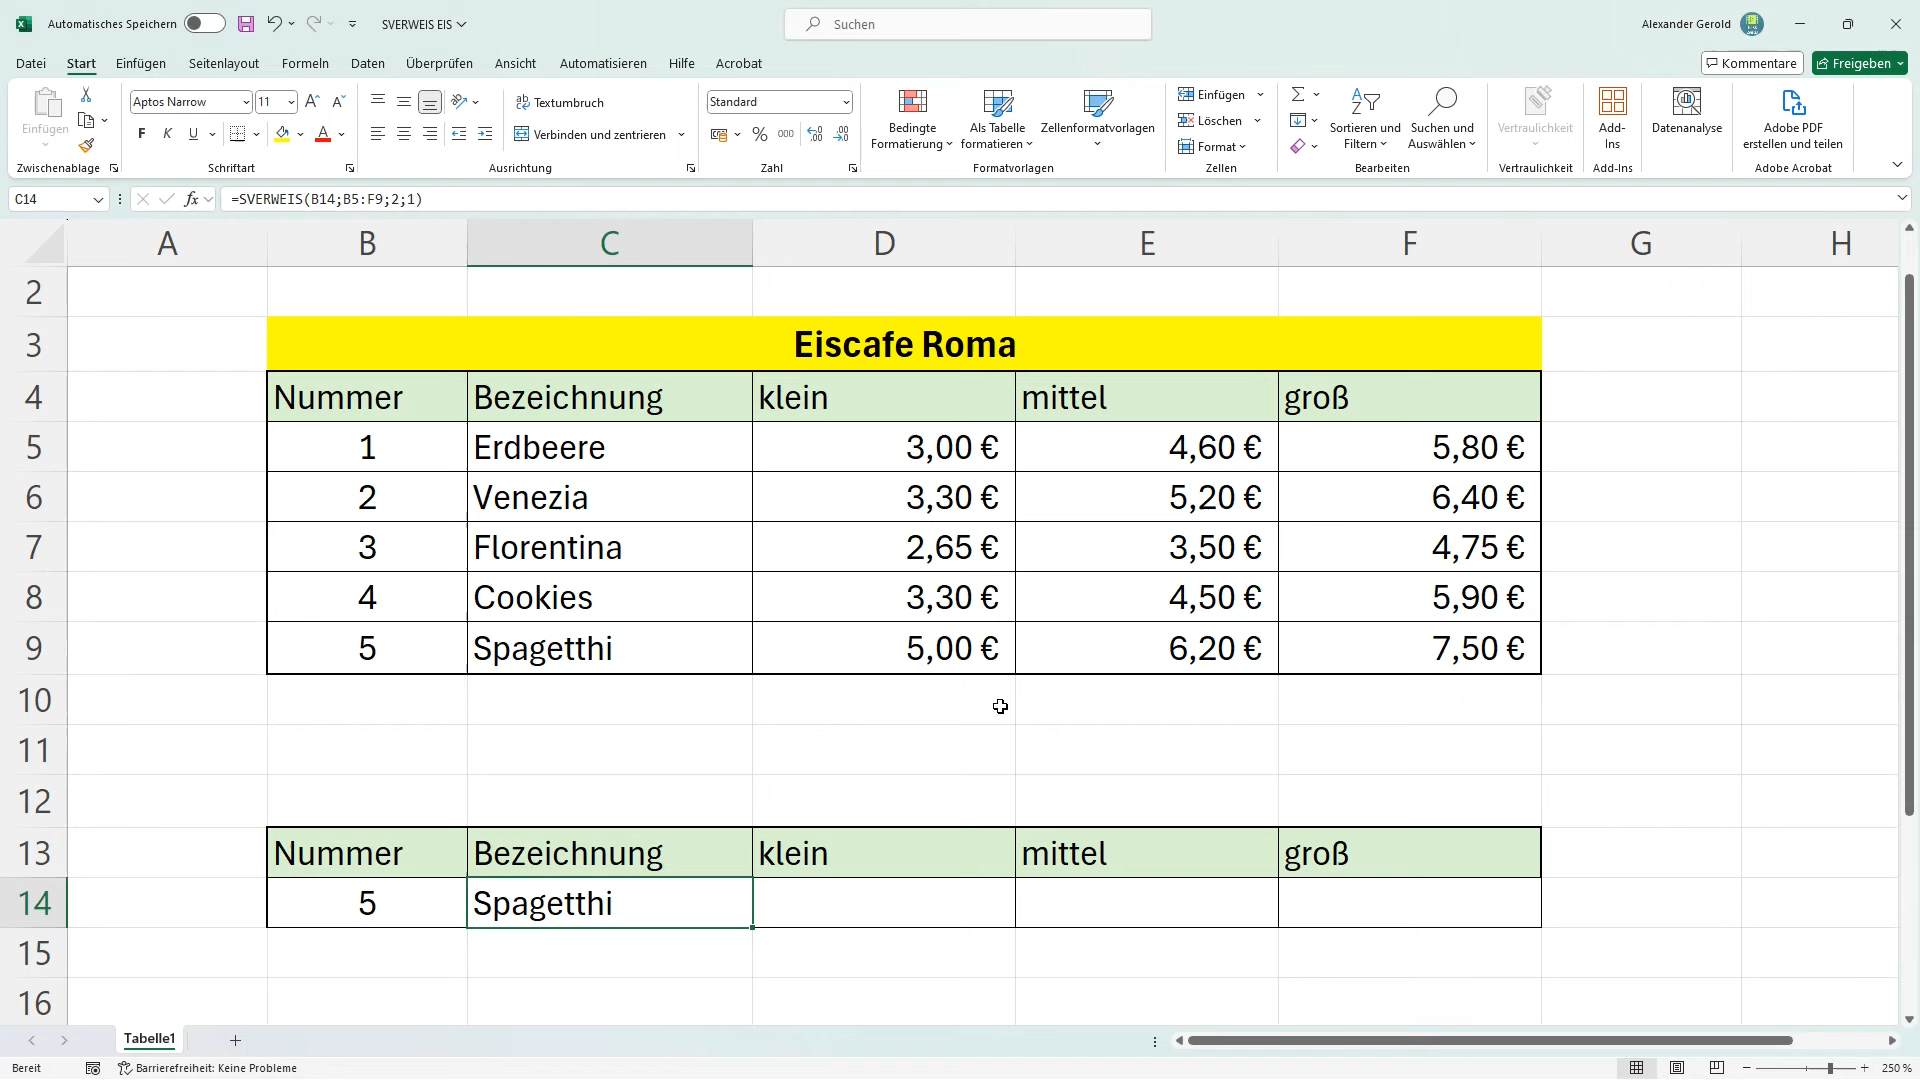 Automatisches Speichern SVERWEIS EIS Suchen Alexander Gerold
Datei Start Einfügen Seitenlayout Formeln Daten Überprüfen Ansicht Automatisieren Hilfe Acrobat Kommentare Freigeben
Einfügen
Aptos Narrow 11 A A
F K U A
ab Textumbruch
Verbinden und zentrieren
Standard
% 000
Bedingte Formatierung
Als Tabelle formatieren
Zellenformatvorlagen
Einfügen
Löschen
Format
Sortieren und Filtern
Suchen und Auswählen
Vertraulichkeit
Add-Ins
Datenanalyse
Adobe PDF erstellen und teilen
Zwischenablage Schriftart Ausrichtung Zahl Formatvorlagen Zellen Bearbeiten Vertraulichkeit Add-Ins Adobe Acrobat
C14 fx =SVERWEIS(B14;B5:F9;2;1)
A B C D E F G H
2
3 Eiscafe Roma
4 Nummer Bezeichnung klein mittel groß
5 1 Erdbeere 3,00 € 4,60 € 5,80 €
6 2 Venezia 3,30 € 5,20 € 6,40 €
7 3 Florentina 2,65 € 3,50 € 4,75 €
8 4 Cookies 3,30 € 4,50 € 5,90 €
9 5 Spagetthi 5,00 € 6,20 € 7,50 €
10
11
12
13 Nummer Bezeichnung klein mittel groß
14 5 Spagetthi
15
16
Tabelle1
Bereit Barrierefreiheit: Keine Probleme 250 %